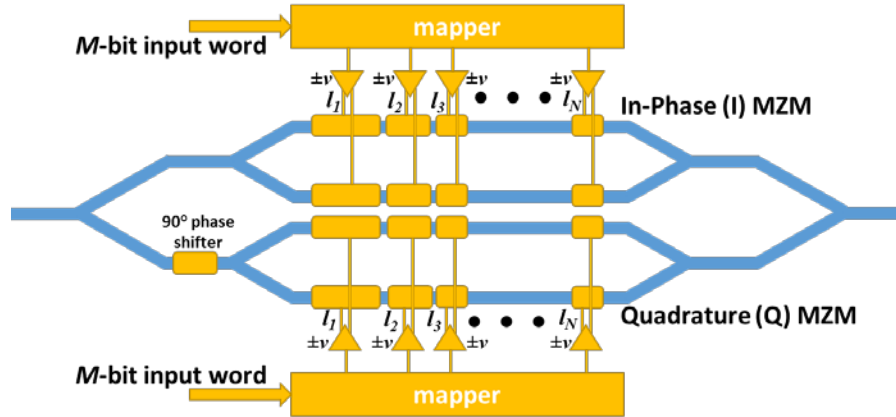 mapper
M-bit input word
±v ±v ±v ±v
l1 l2 l3 lN
In-Phase (I) MZM
90° phase
shifter
l1 l2 l3 lN
Quadrature (Q) MZM
±v ±v ±v ±v
M-bit input word
mapper